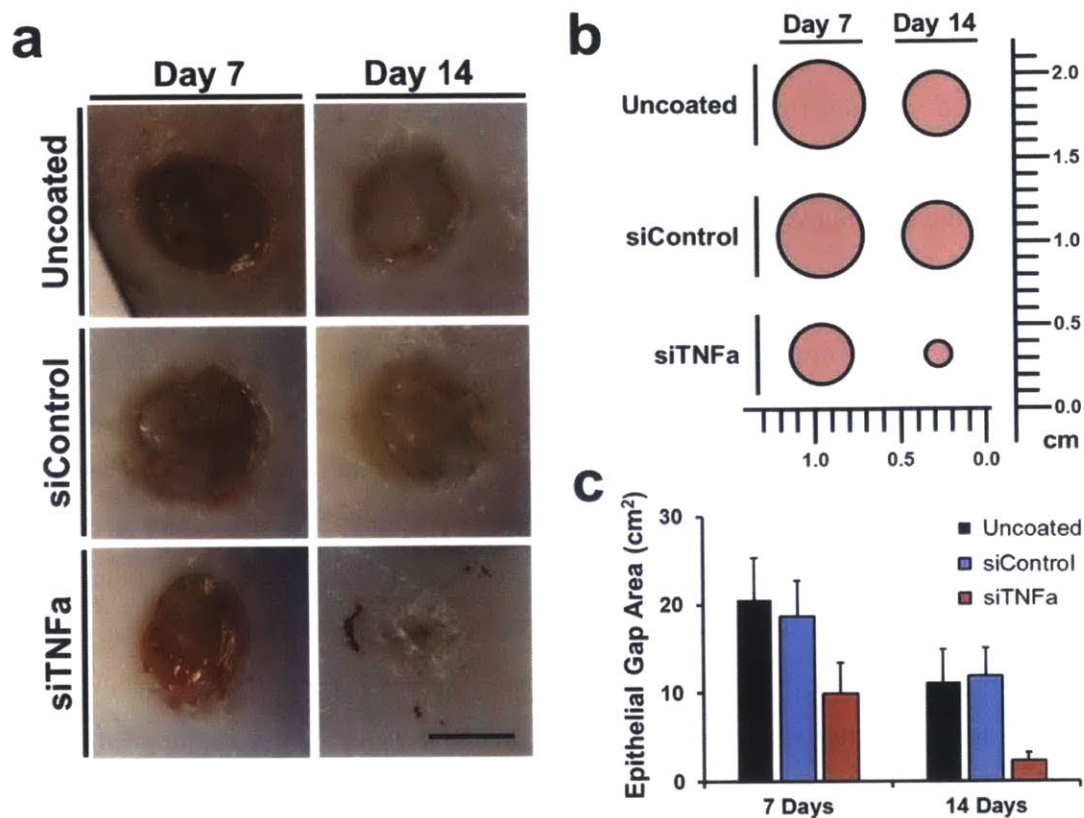 a
Day 7 Day 14
Uncoated
siControl
siTNFa
b
Day 7 Day 14
Uncoated
siControl
siTNFa
2.0
1.5
1.0
0.5
0.0
cm
1.0 0.5 0.0
c
Epithelial Gap Area (cm²)
30
20
10
0
Uncoated
siControl
siTNFa
7 Days 14 Days